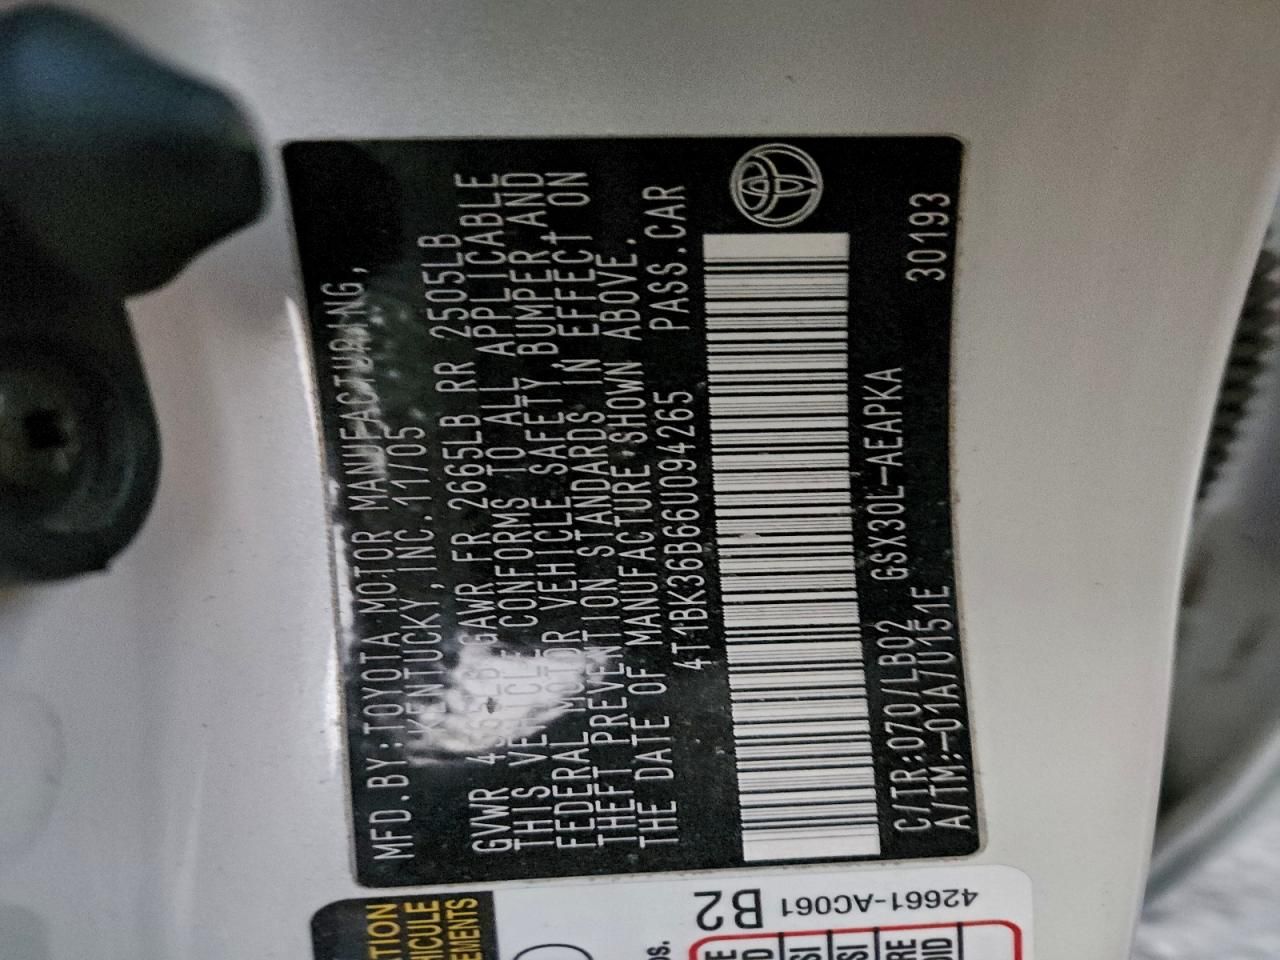 MFD.BY:TOYOTA MOTOR MANUFACTURING,
KENTUCKY,INC.11/05
GVWR GAWR FR 2665LB RR 2505LB
THIS VEHICLE CONFORMS TO ALL APPLICABLE
FEDERAL MOTOR VEHICLE SAFETY,BUMPER,AND
THEFT PREVENTION STANDARDS IN EFFECT ON
THE DATE OF MANUFACTURE SHOWN ABOVE.
4T1BK36B66U094265 PASS.CAR
C/TR:070/LB02 GSX30L-AEAPKA 30193
A/TM:-01A/U151E
42661-AC061
B2